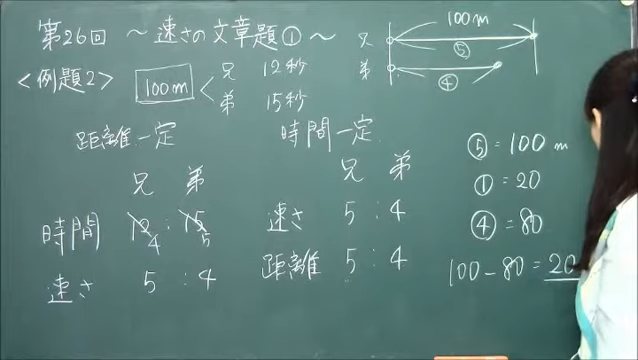 第26回 ～ 速さの文章題① ～
<例題2> 100m < 兄 12秒
弟 15秒
距離一定
兄 弟
時間 12 : 15
4 5
速さ 5 : 4
時間一定
兄 弟
速さ 5 : 4
距離 5 : 4
100m
兄
⑤
弟
④
⑤ = 100m
① = 20
④ = 80
100 - 80 = 20